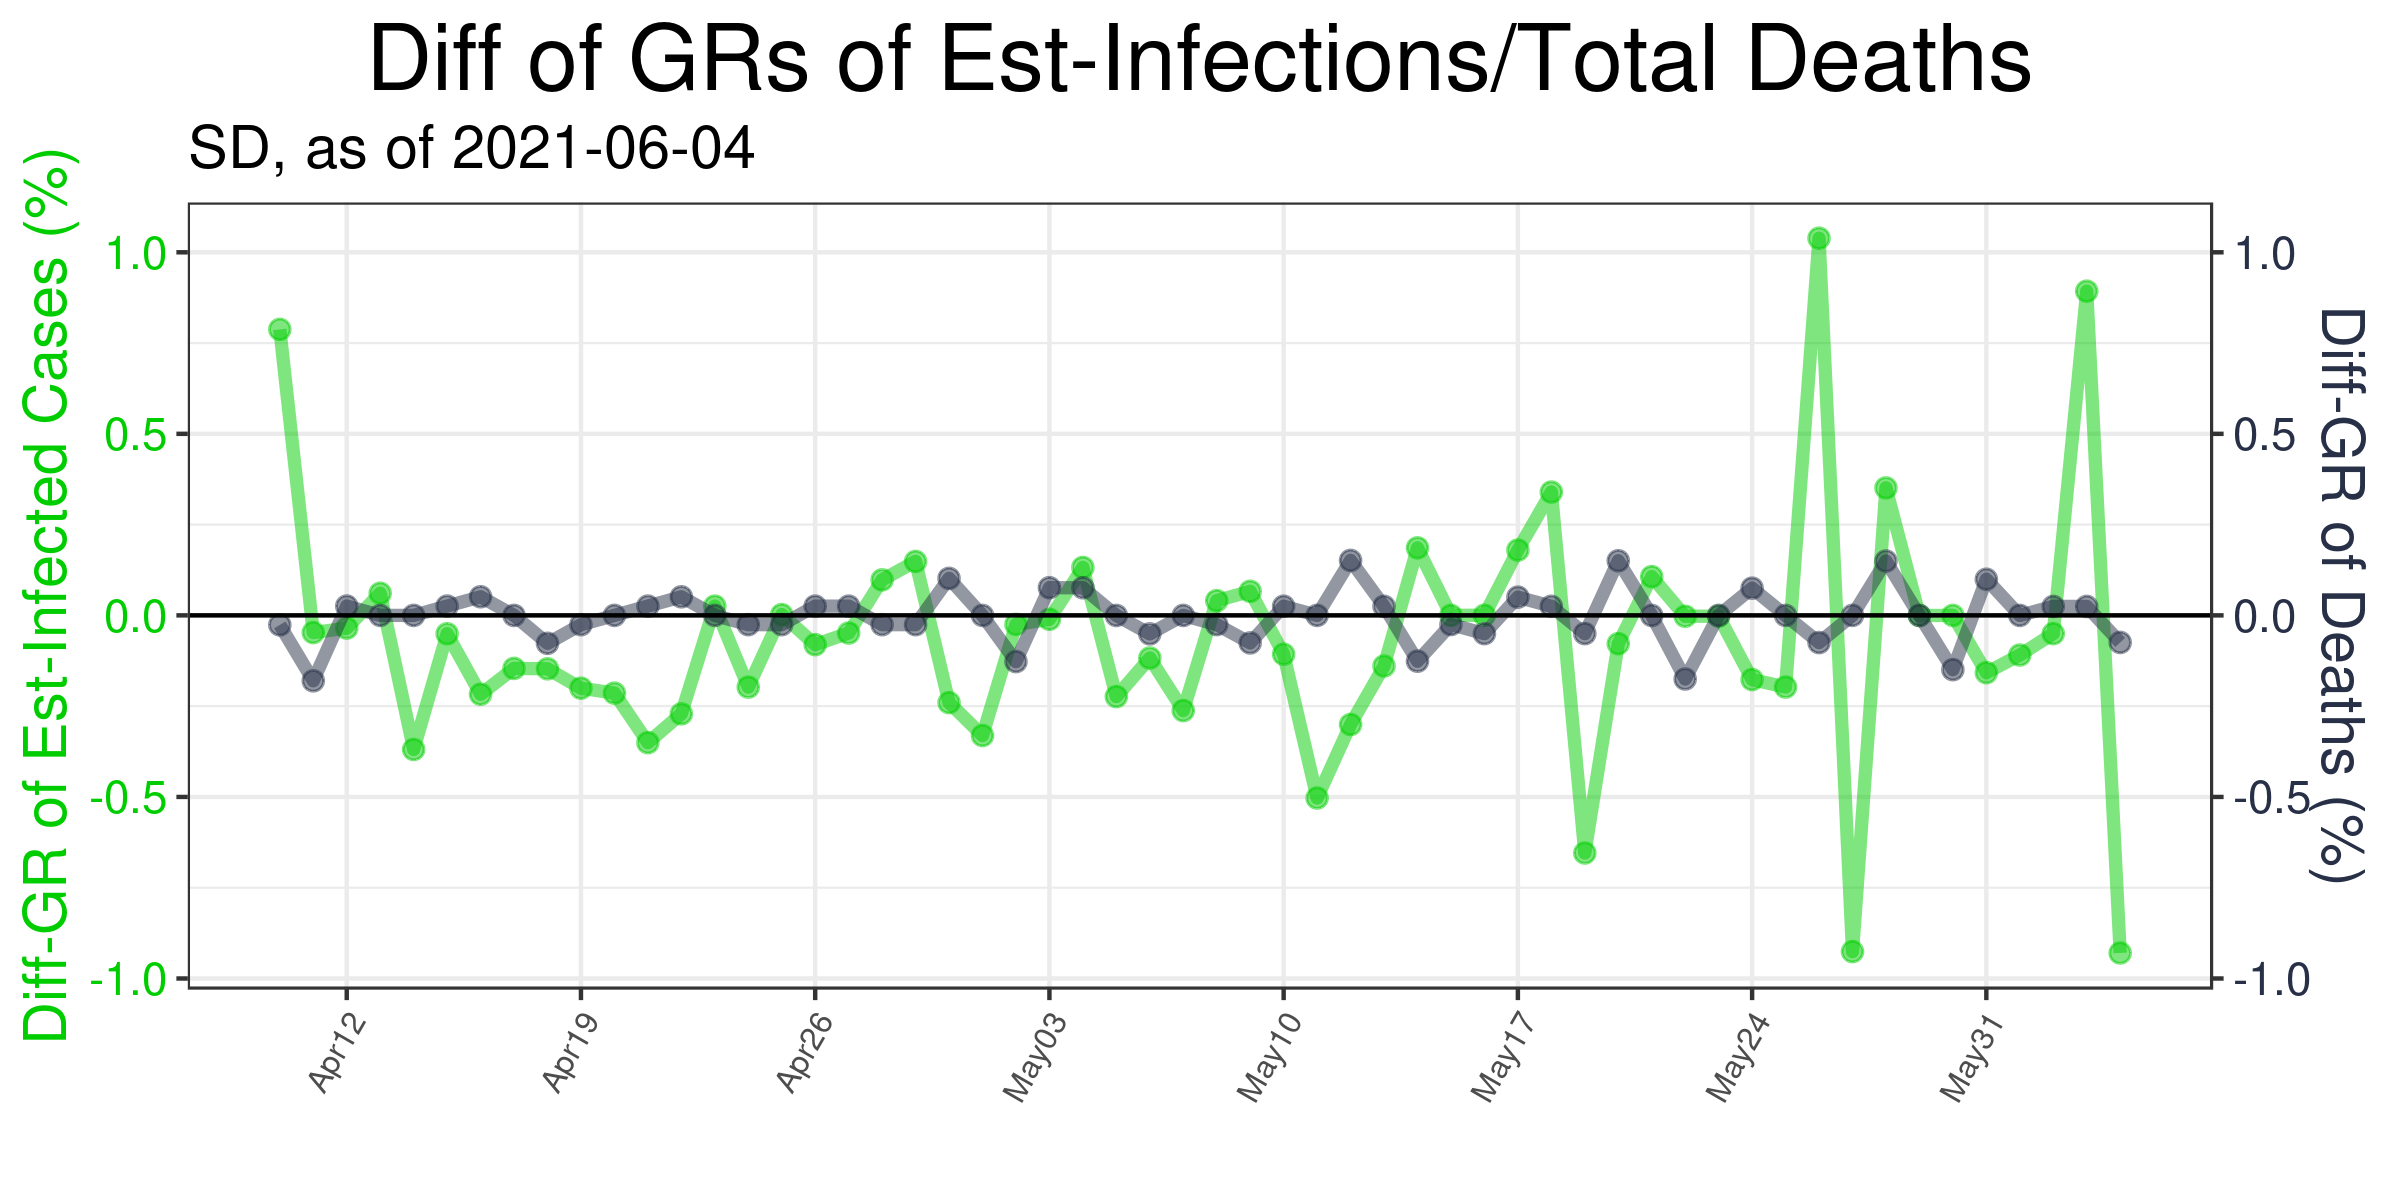 Diff of GRs of Est-Infections/Total Deaths
SD, as of 2021-06-04
Diff-GR of Est-Infected Cases (%)
1.0
0.5
0.0
-0.5
-1.0
1.0
0.5
0.0
-0.5
-1.0
Diff-GR of Deaths (%)
Apr12
Apr19
Apr26
May03
May10
May17
May24
May31